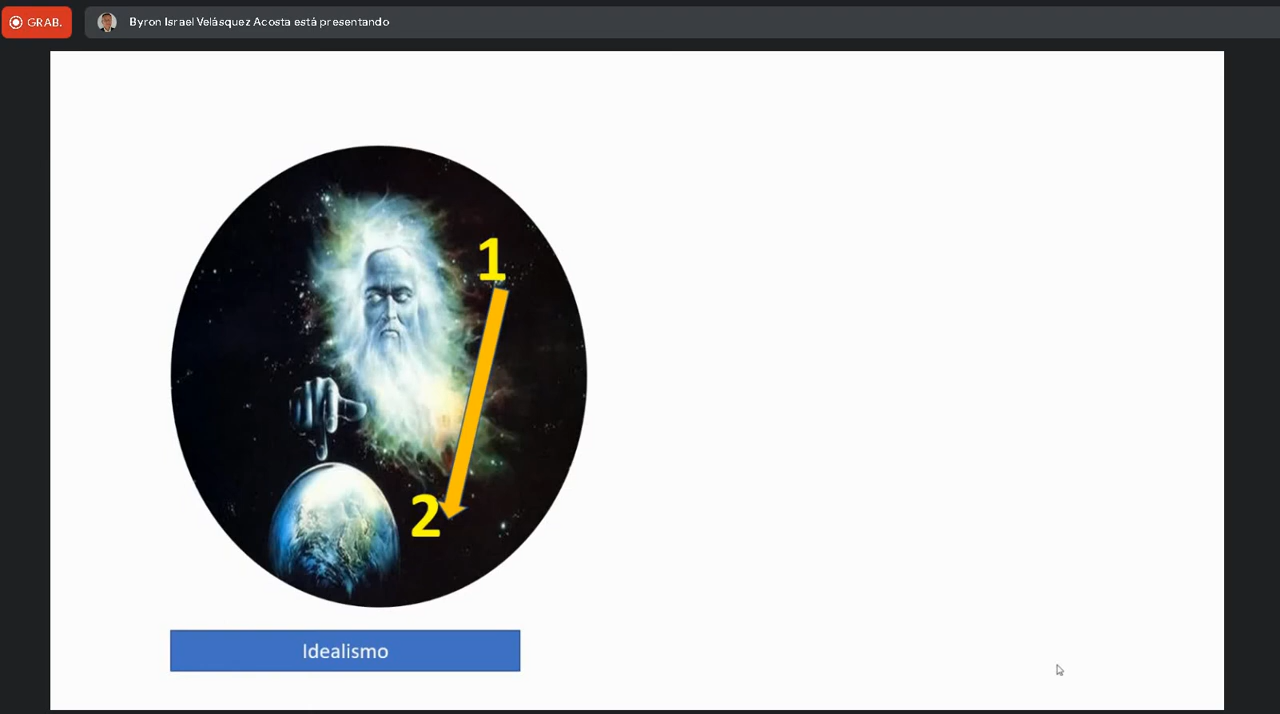 GRAB.
Byron Israel Velásquez Acosta está presentando
1
2
Idealismo